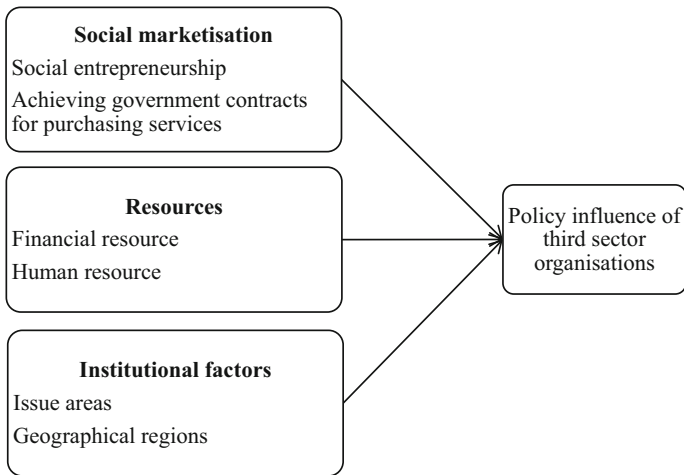 Social marketisation
Social entrepreneurship
Achieving government contracts
for purchasing services
Resources
Financial resource
Human resource
Institutional factors
Issue areas
Geographical regions
Policy influence of
third sector
organisations